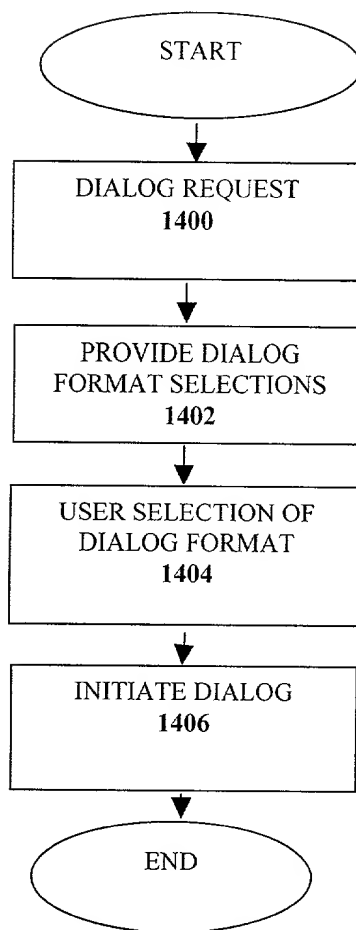 START
DIALOG REQUEST
1400
PROVIDE DIALOG
FORMAT SELECTIONS
1402
USER SELECTION OF
DIALOG FORMAT
1404
INITIATE DIALOG
1406
END